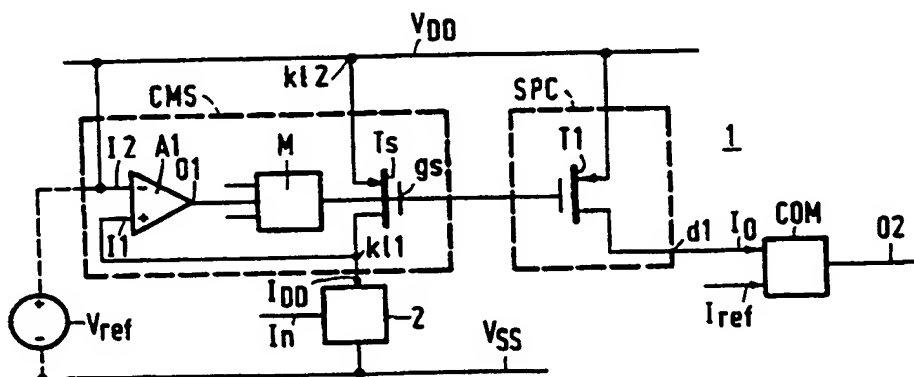 VDD
kl2
CMS
SPC
I2
A1
O1
M
Ts
gs
T1
1
I1
kl1
d1
IO
COM
O2
IDD
In
2
Iref
Vref
VSS
+
-
-
+